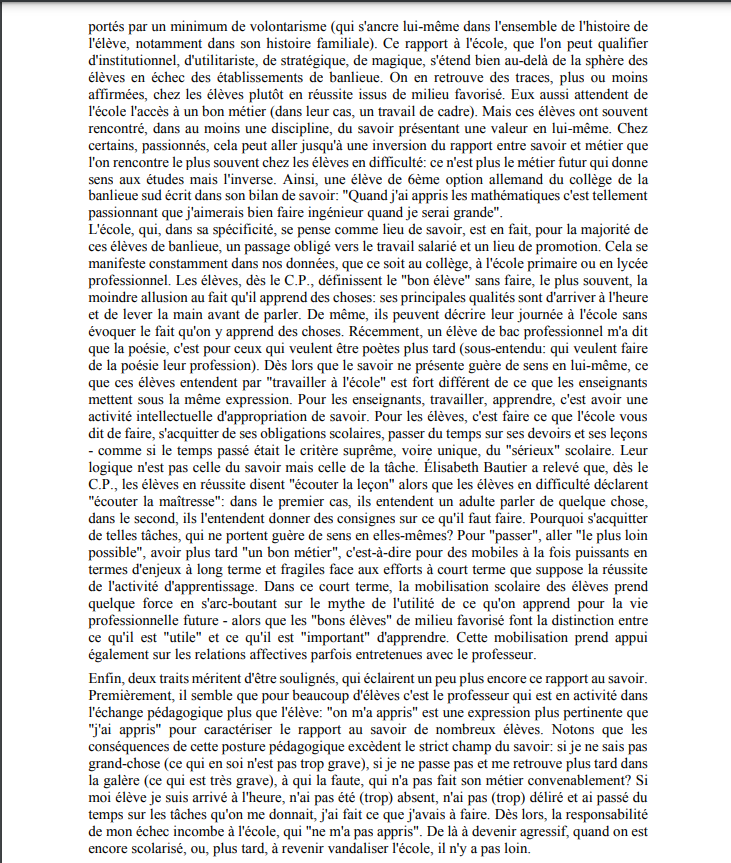 portés par un minimum de volontarisme (qui s'ancre lui-même dans l'ensemble de l'histoire de
l'élève, notamment dans son histoire familiale). Ce rapport à l'école, que l'on peut qualifier
d'institutionnel, d'utilitariste, de stratégique, de magique, s'étend bien au-delà de la sphère des
élèves en échec des établissements de banlieue. On en retrouve des traces, plus ou moins
affirmées, chez les élèves plutôt en réussite issus de milieu favorisé. Eux aussi attendent de
l'école l'accès à un bon métier (dans leur cas, un travail de cadre). Mais ces élèves ont souvent
rencontré, dans au moins une discipline, du savoir présentant une valeur en lui-même. Chez
certains, passionnés, cela peut aller jusqu'à une inversion du rapport entre savoir et métier que
l'on rencontre le plus souvent chez les élèves en difficulté: ce n'est plus le métier futur qui donne
sens aux études mais l'inverse. Ainsi, une élève de 6ème option allemand du collège de la
banlieue sud écrit dans son bilan de savoir: "Quand j'ai appris les mathématiques c'est tellement
passionnant que j'aimerais bien faire ingénieur quand je serai grande".
L'école, qui, dans sa spécificité, se pense comme lieu de savoir, est en fait, pour la majorité de
ces élèves de banlieue, un passage obligé vers le travail salarié et un lieu de promotion. Cela se
manifeste constamment dans nos données, que ce soit au collège, à l'école primaire ou en lycée
professionnel. Les élèves, dès le C.P., définissent le "bon élève" sans faire, le plus souvent, la
moindre allusion au fait qu'il apprend des choses: ses principales qualités sont d'arriver à l'heure
et de lever la main avant de parler. De même, ils peuvent décrire leur journée à l'école sans
évoquer le fait qu'on y apprend des choses. Récemment, un élève de bac professionnel m'a dit
que la poésie, c'est pour ceux qui veulent être poètes plus tard (sous-entendu: qui veulent faire
de la poésie leur profession). Dès lors que le savoir ne présente guère de sens en lui-même, ce
que ces élèves entendent par "travailler à l'école" est fort différent de ce que les enseignants
mettent sous la même expression. Pour les enseignants, travailler, apprendre, c'est avoir une
activité intellectuelle d'appropriation de savoir. Pour les élèves, c'est faire ce que l'école vous
dit de faire, s'acquitter de ses obligations scolaires, passer du temps sur ses devoirs et ses leçons
- comme si le temps passé était le critère suprême, voire unique, du "sérieux" scolaire. Leur
logique n'est pas celle du savoir mais celle de la tâche. Élisabeth Bautier a relevé que, dès le
C.P., les élèves en réussite disent "écouter la leçon" alors que les élèves en difficulté déclarent
"écouter la maîtresse": dans le premier cas, ils entendent un adulte parler de quelque chose,
dans le second, ils l'entendent donner des consignes sur ce qu'il faut faire. Pourquoi s'acquitter
de telles tâches, qui ne portent guère de sens en elles-mêmes? Pour "passer", aller "le plus loin
possible", avoir plus tard "un bon métier", c'est-à-dire pour des mobiles à la fois puissants en
termes d'enjeux à long terme et fragiles face aux efforts à court terme que suppose la réussite
de l'activité d'apprentissage. Dans ce court terme, la mobilisation scolaire des élèves prend
quelque force en s'arc-boutant sur le mythe de l'utilité de ce qu'on apprend pour la vie
professionnelle future - alors que les "bons élèves" de milieu favorisé font la distinction entre
ce qu'il est "utile" et ce qu'il est "important" d'apprendre. Cette mobilisation prend appui
également sur les relations affectives parfois entretenues avec le professeur.
Enfin, deux traits méritent d'être soulignés, qui éclairent un peu plus encore ce rapport au savoir.
Premièrement, il semble que pour beaucoup d'élèves c'est le professeur qui est en activité dans
l'échange pédagogique plus que l'élève: "on m'a appris" est une expression plus pertinente que
"j'ai appris" pour caractériser le rapport au savoir de nombreux élèves. Notons que les
conséquences de cette posture pédagogique excèdent le strict champ du savoir: si je ne sais pas
grand-chose (ce qui en soi n'est pas trop grave), si je ne passe pas et me retrouve plus tard dans
la galère (ce qui est très grave), à qui la faute, qui n'a pas fait son métier convenablement? Si
moi élève je suis arrivé à l'heure, n'ai pas été (trop) absent, n'ai pas (trop) déliré et ai passé du
temps sur les tâches qu'on me donnait, j'ai fait ce que j'avais à faire. Dès lors, la responsabilité
de mon échec incombe à l'école, qui "ne m'a pas appris". De là à devenir agressif, quand on est
encore scolarisé, ou, plus tard, à revenir vandaliser l'école, il n'y a pas loin.